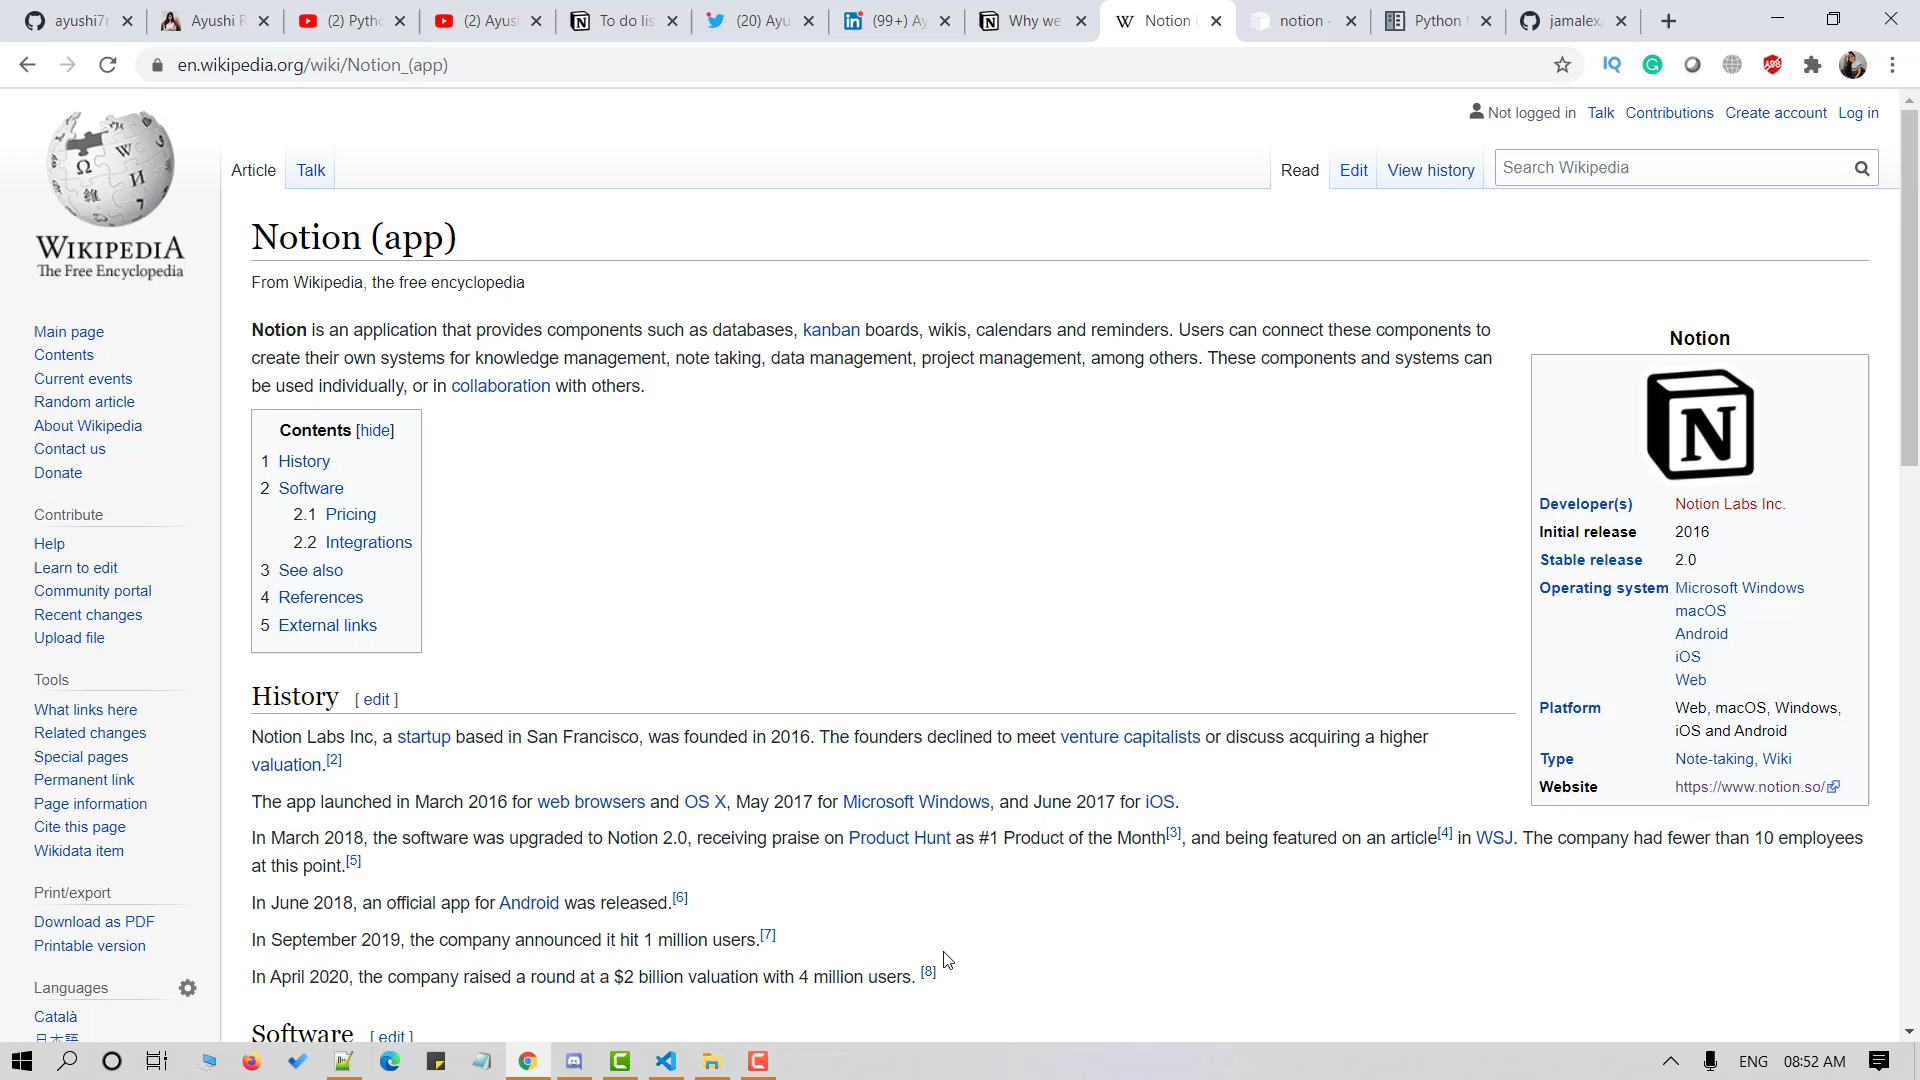 ayushi7r
Ayushi R
(2) Pytho
(2) Ayus
To do lis
(20) Ayu
(99+) Ay
Why we
Notion (
notion ·
Python
jamalex/
en.wikipedia.org/wiki/Notion_(app)
Not logged in Talk Contributions Create account Log in
Article Talk Read Edit View history Search Wikipedia
WIKIPEDIA
The Free Encyclopedia
Main page
Contents
Current events
Random article
About Wikipedia
Contact us
Donate
Contribute
Help
Learn to edit
Community portal
Recent changes
Upload file
Tools
What links here
Related changes
Special pages
Permanent link
Page information
Cite this page
Wikidata item
Print/export
Download as PDF
Printable version
Languages
Català
日本語
Notion (app)
From Wikipedia, the free encyclopedia
Notion is an application that provides components such as databases, kanban boards, wikis, calendars and reminders. Users can connect these components to
create their own systems for knowledge management, note taking, data management, project management, among others. These components and systems can
be used individually, or in collaboration with others.
Contents [hide]
1 History
2 Software
2.1 Pricing
2.2 Integrations
3 See also
4 References
5 External links
Notion
N
Developer(s) Notion Labs Inc.
Initial release 2016
Stable release 2.0
Operating system Microsoft Windows
macOS
Android
iOS
Web
Platform Web, macOS, Windows,
iOS and Android
Type Note-taking, Wiki
Website https://www.notion.so/
History [ edit ]
Notion Labs Inc, a startup based in San Francisco, was founded in 2016. The founders declined to meet venture capitalists or discuss acquiring a higher
valuation.[2]
The app launched in March 2016 for web browsers and OS X, May 2017 for Microsoft Windows, and June 2017 for iOS.
In March 2018, the software was upgraded to Notion 2.0, receiving praise on Product Hunt as #1 Product of the Month[3], and being featured on an article[4] in WSJ. The company had fewer than 10 employees
at this point.[5]
In June 2018, an official app for Android was released.[6]
In September 2019, the company announced it hit 1 million users.[7]
In April 2020, the company raised a round at a $2 billion valuation with 4 million users. [8]
Software [ edit ]
ENG 08:52 AM